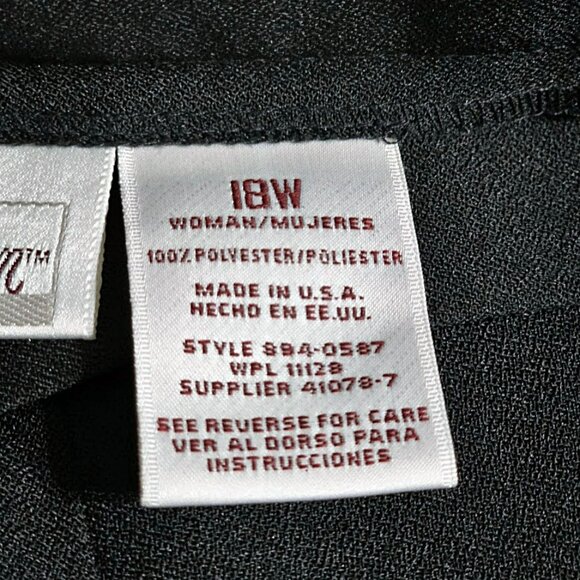 18W
WOMAN/MUJERES
100% POLYESTER/POLIESTER
MADE IN U.S.A.
HECHO EN EE.UU.
STYLE 894-0587
WPL 11128
SUPPLIER 41078-7
SEE REVERSE FOR CARE
VER AL DORSO PARA
INSTRUCCIONES
TM